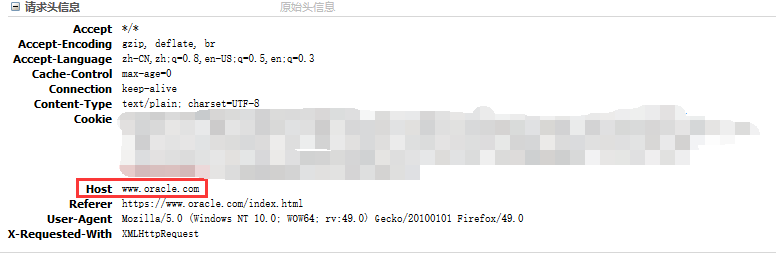 请求头信息 原始头信息
Accept */*
Accept-Encoding gzip, deflate, br
Accept-Language zh-CN,zh;q=0.8,en-US;q=0.5,en;q=0.3
Cache-Control max-age=0
Connection keep-alive
Content-Type text/plain; charset=UTF-8
Cookie
Host www.oracle.com
Referer https://www.oracle.com/index.html
User-Agent Mozilla/5.0 (Windows NT 10.0; WOW64; rv:49.0) Gecko/20100101 Firefox/49.0
X-Requested-With XMLHttpRequest